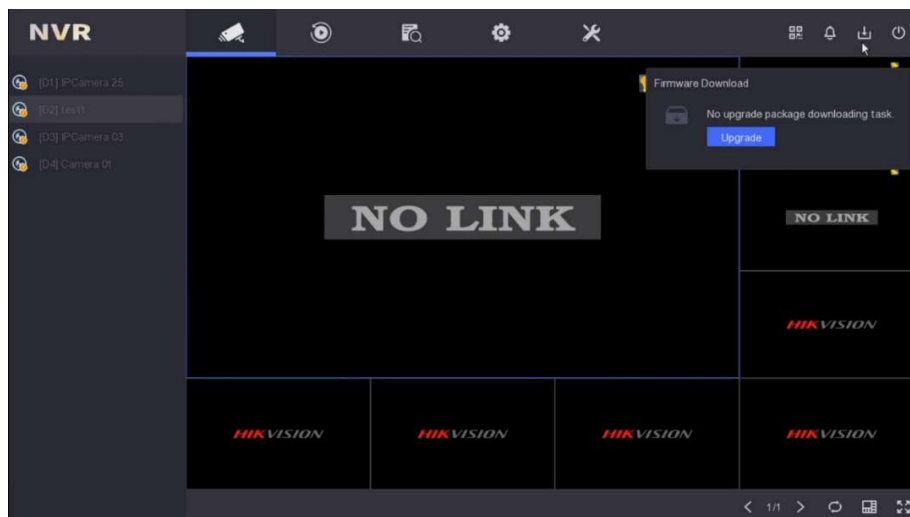 NVR
[D1] IPCamera 25
[D2] test1
[D3] IPCamera 03
[D4] Camera 01
Firmware Download
No upgrade package downloading task.
Upgrade
NO LINK
NO LINK
HIKVISION
HIKVISION
HIKVISION
HIKVISION
HIKVISION
1/1